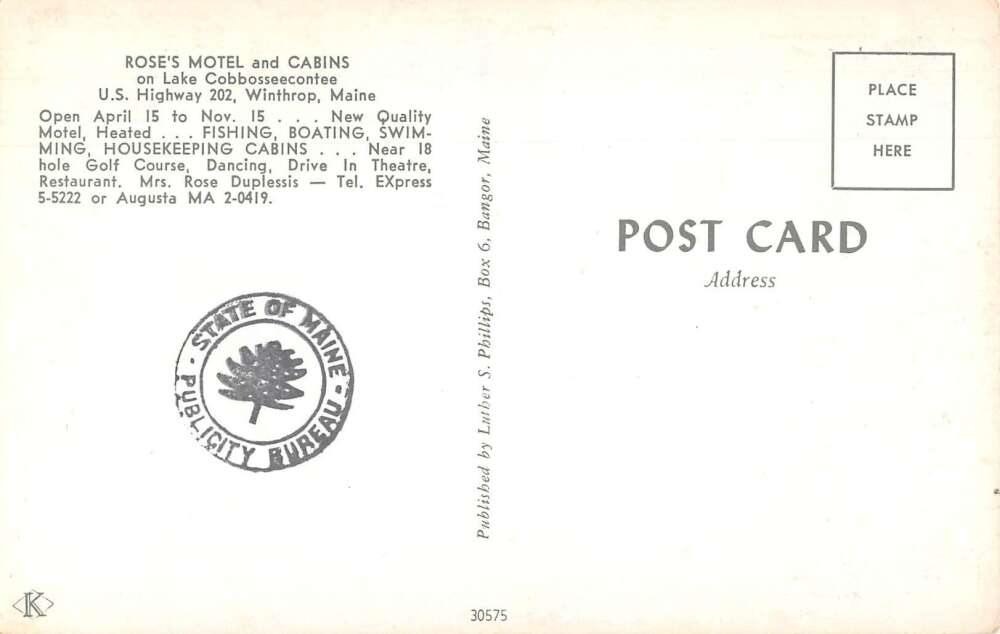 ROSE'S MOTEL and CABINS
on Lake Cobbosseecontee
U.S. Highway 202, Winthrop, Maine
Open April 15 to Nov. 15 . . . New Quality
Motel, Heated . . . FISHING, BOATING, SWIM-
MING, HOUSEKEEPING CABINS . . . Near 18
hole Golf Course, Dancing, Drive In Theatre,
Restaurant. Mrs. Rose Duplessis — Tel. EXpress
5-5222 or Augusta MA 2-0419.
STATE OF MAINE
PUBLICITY BUREAU
K
Published by Luther S. Phillips, Box 6, Bangor, Maine
30575
PLACE
STAMP
HERE
POST CARD
Address